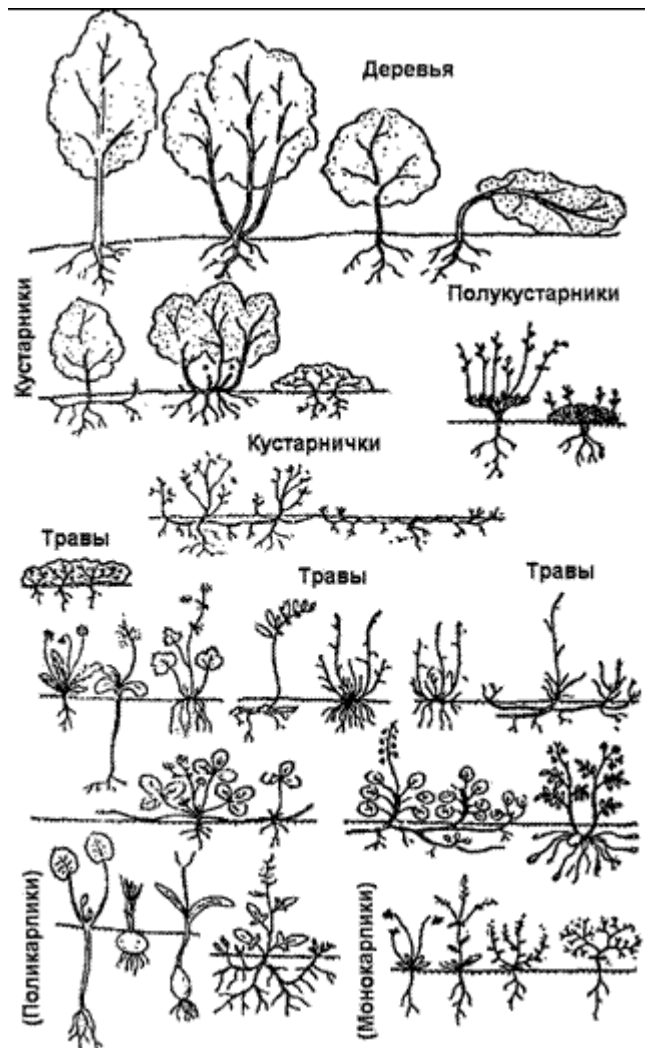 Деревья
Кустарники
Полукустарники
Кустарнички
Травы
Травы
Травы
(Поликарпики)
(Монокарпики)